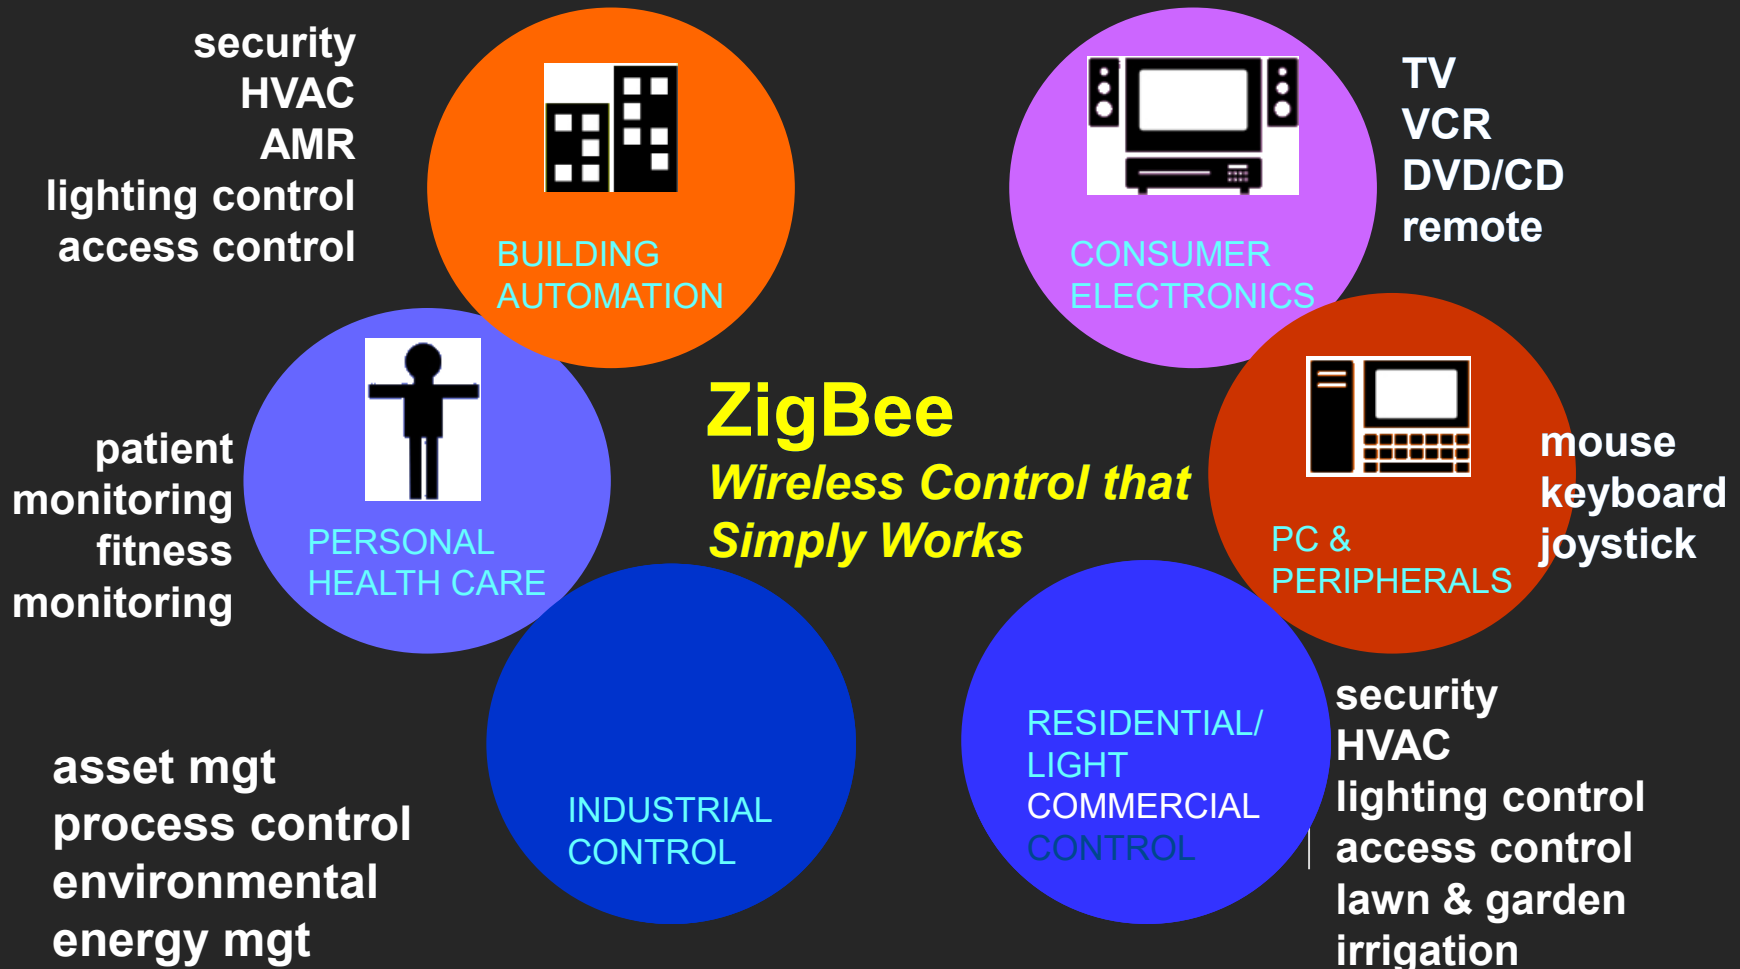 security
HVAC
AMR
lighting control
access control
BUILDING
AUTOMATION
CONSUMER
ELECTRONICS
TV
VCR
DVD/CD
remote
patient
monitoring
fitness
monitoring
PERSONAL
HEALTH CARE
ZigBee
Wireless Control that
Simply Works
PC &
PERIPHERALS
mouse
keyboard
joystick
asset mgt
process control
environmental
energy mgt
INDUSTRIAL
CONTROL
RESIDENTIAL/
LIGHT
COMMERCIAL
CONTROL
security
HVAC
lighting control
access control
lawn & garden
irrigation